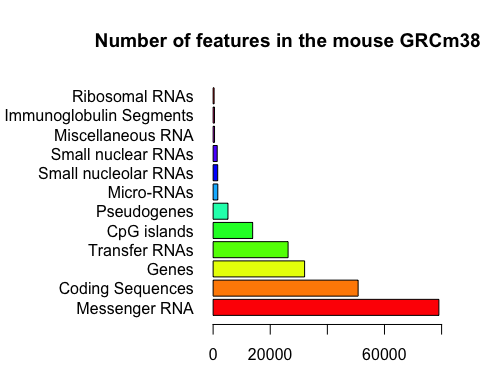 Number of features in the mouse GRCm38
Ribosomal RNAs
Immunoglobulin Segments
Miscellaneous RNA
Small nuclear RNAs
Small nucleolar RNAs
Micro-RNAs
Pseudogenes
CpG islands
Transfer RNAs
Genes
Coding Sequences
Messenger RNA
0 20000 60000